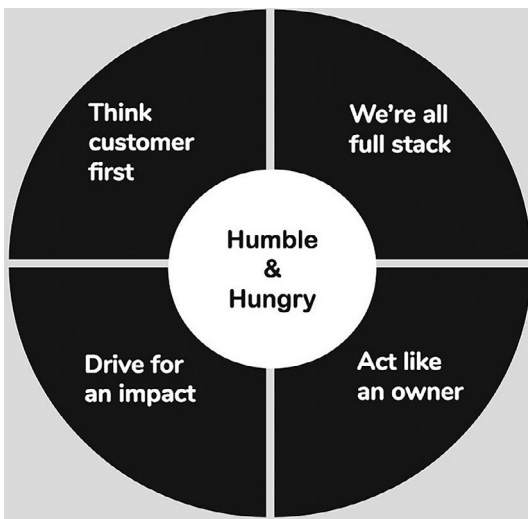 Think
customer
first
We’re all
full stack
Humble
&
Hungry
Drive for
an impact
Act like
an owner